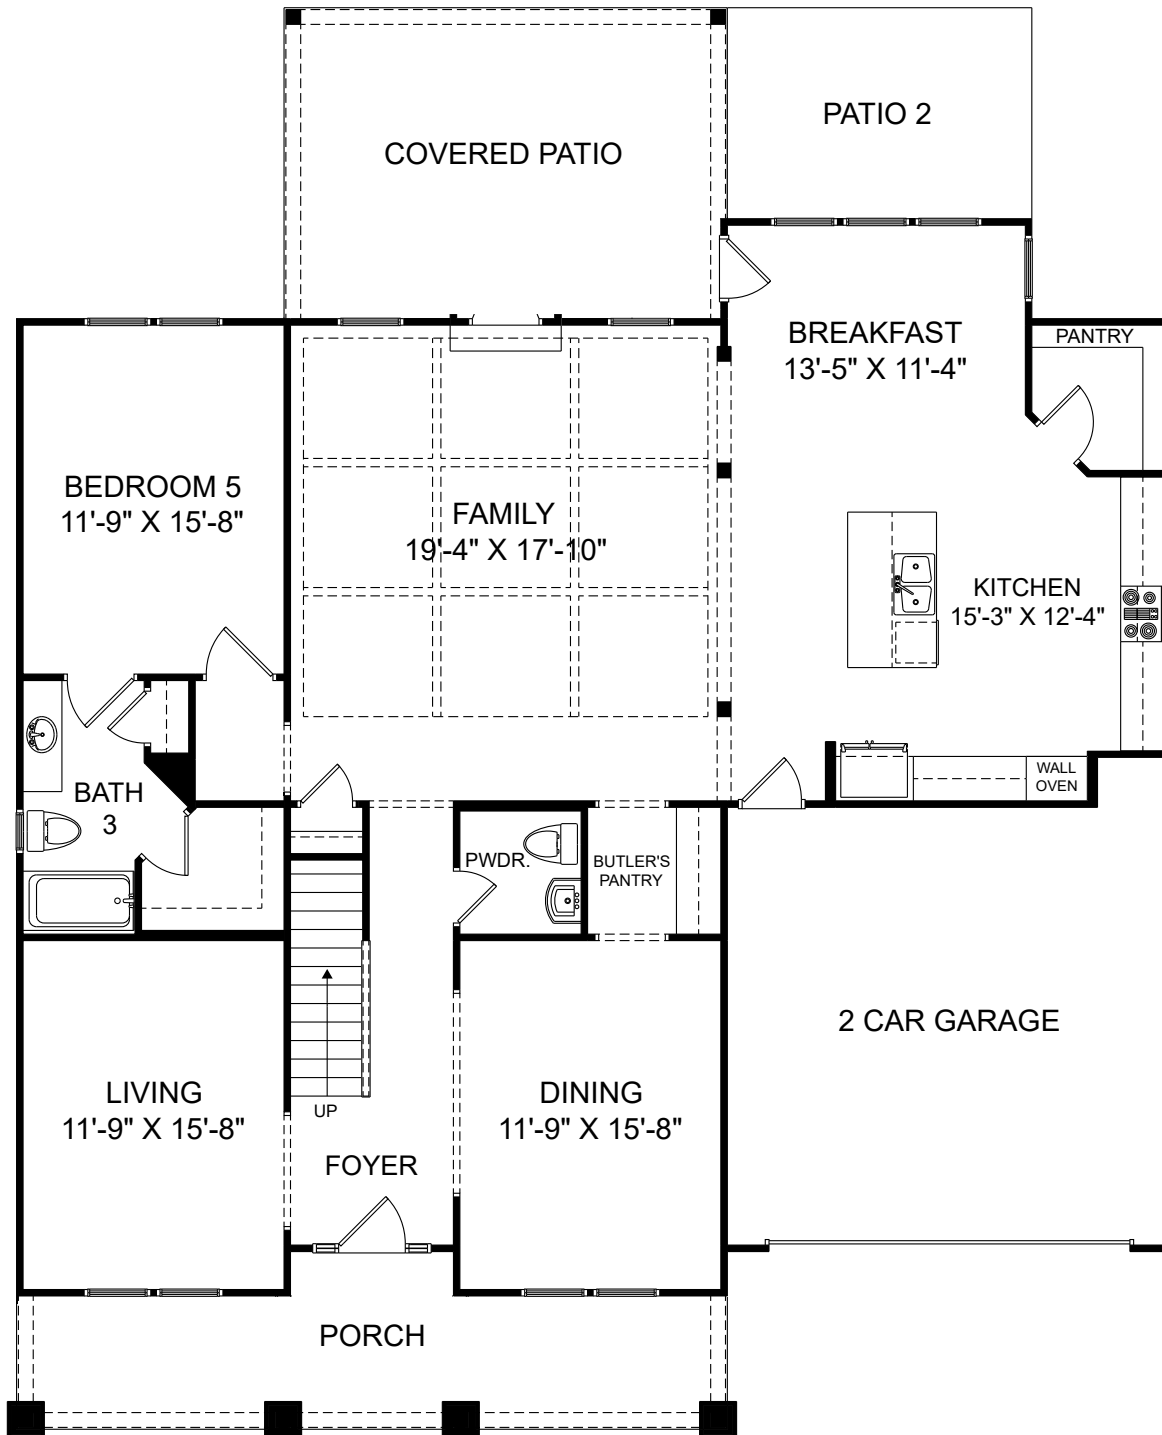 PATIO 2
COVERED PATIO
BREAKFAST
13'-5" X 11'-4"
PANTRY
BEDROOM 5
11'-9" X 15'-8"
FAMILY
19'-4" X 17'-10"
KITCHEN
15'-3" X 12'-4"
WALL
OVEN
BATH
3
PWDR.
BUTLER'S
PANTRY
2 CAR GARAGE
LIVING
11'-9" X 15'-8"
UP
DINING
11'-9" X 15'-8"
FOYER
PORCH